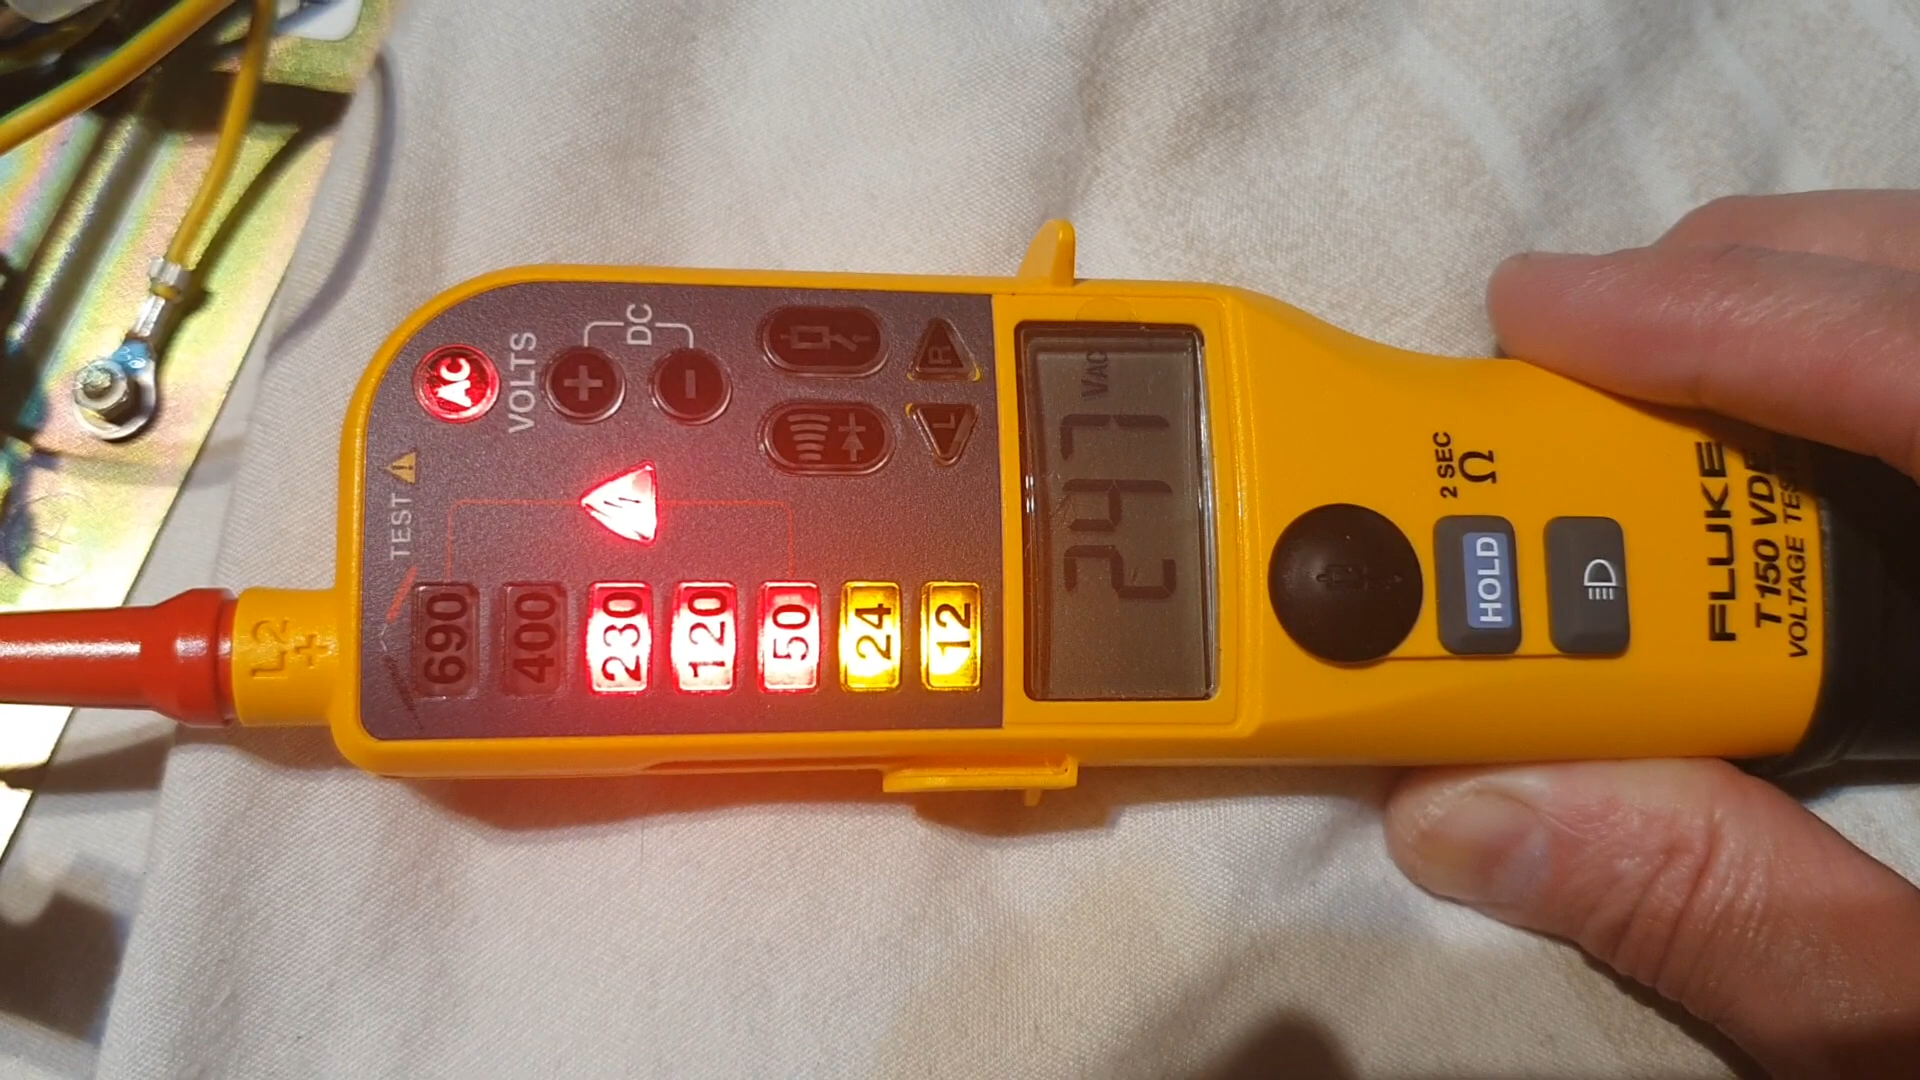 TEST ⚠
AC
VOLTS
+ DC -
R
L
L2
+
690
400
230
120
50
24
12
247 VAC
2 SEC
Ω
HOLD
FLUKE
T150 VDE
VOLTAGE TES